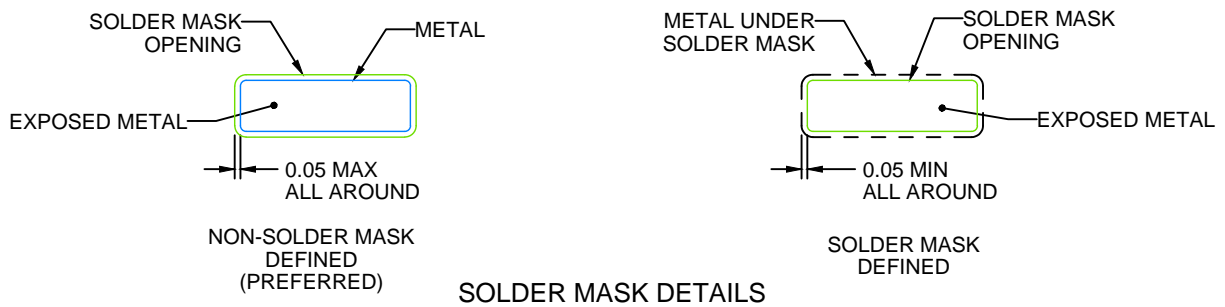 SOLDER MASK
OPENING
METAL
EXPOSED METAL
0.05 MAX
ALL AROUND
NON-SOLDER MASK
DEFINED
(PREFERRED)
METAL UNDER
SOLDER MASK
SOLDER MASK
OPENING
EXPOSED METAL
0.05 MIN
ALL AROUND
SOLDER MASK
DEFINED
SOLDER MASK DETAILS